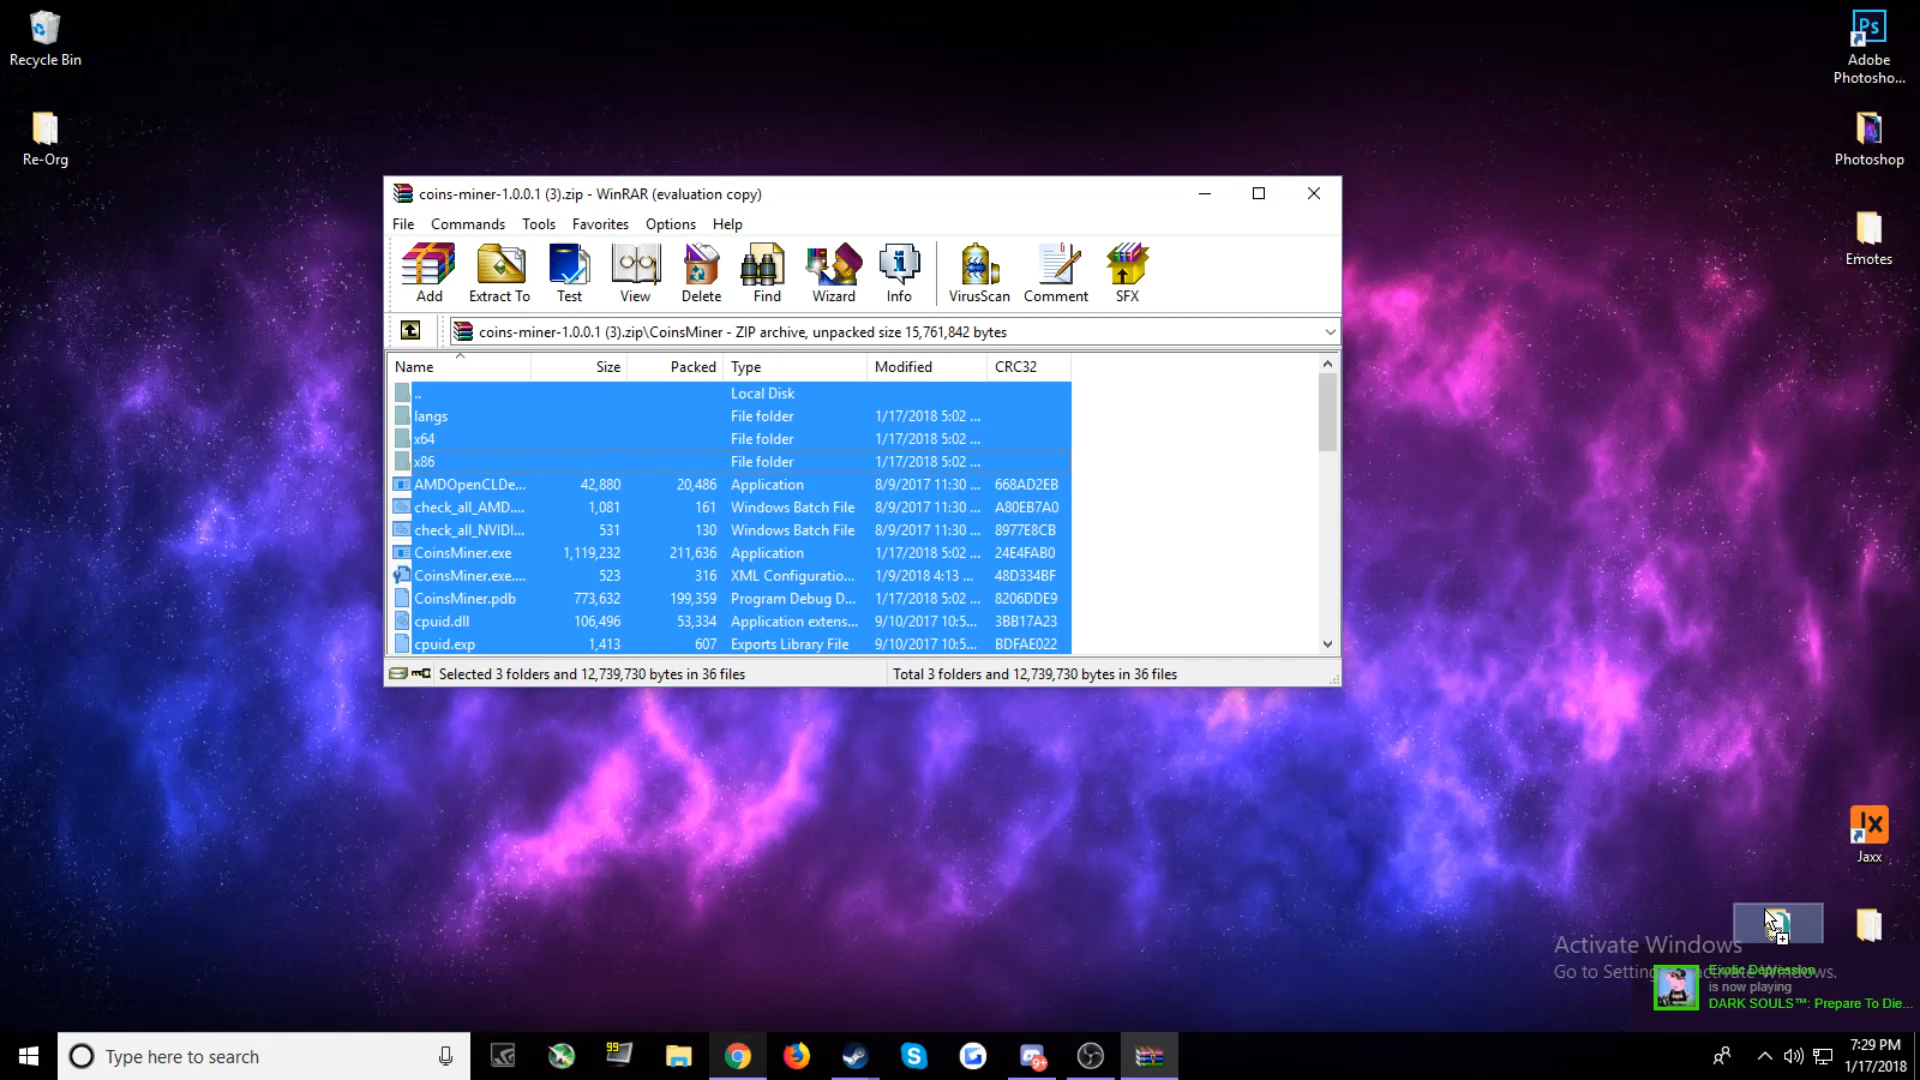 Recycle Bin
Re-Org
Adobe
Photosho...
Photoshop
Emotes
Jaxx
coins-miner-1.0.0.1 (3).zip - WinRAR (evaluation copy)
File Commands Tools Favorites Options Help
Add Extract To Test View Delete Find Wizard Info VirusScan Comment SFX
coins-miner-1.0.0.1 (3).zip\CoinsMiner - ZIP archive, unpacked size 15,761,842 bytes
Name Size Packed Type Modified CRC32
.. Local Disk
langs File folder 1/17/2018 5:02 ...
x64 File folder 1/17/2018 5:02 ...
x86 File folder 1/17/2018 5:02 ...
AMDOpenCLDe... 42,880 20,486 Application 8/9/2017 11:30 ... 668AD2EB
check_all_AMD.... 1,081 161 Windows Batch File 8/9/2017 11:30 ... A80EB7A0
check_all_NVIDI... 531 130 Windows Batch File 8/9/2017 11:30 ... 8977E8CB
CoinsMiner.exe 1,119,232 211,636 Application 1/17/2018 5:02 ... 24E4FAB0
CoinsMiner.exe.... 523 316 XML Configuratio... 1/9/2018 4:13 ... 48D334BF
CoinsMiner.pdb 773,632 199,359 Program Debug D... 1/17/2018 5:02 ... 8206DDE9
cpuid.dll 106,496 53,334 Application extens... 9/10/2017 10:5... 3BB17A23
cpuid.exp 1,413 607 Exports Library File 9/10/2017 10:5... BDFAE022
Selected 3 folders and 12,739,730 bytes in 36 files Total 3 folders and 12,739,730 bytes in 36 files
Activate Windows
Go to Settings to activate Windows.
Exotic Depression
is now playing
DARK SOULS™: Prepare To Die...
Type here to search
99
9+
7:29 PM
1/17/2018